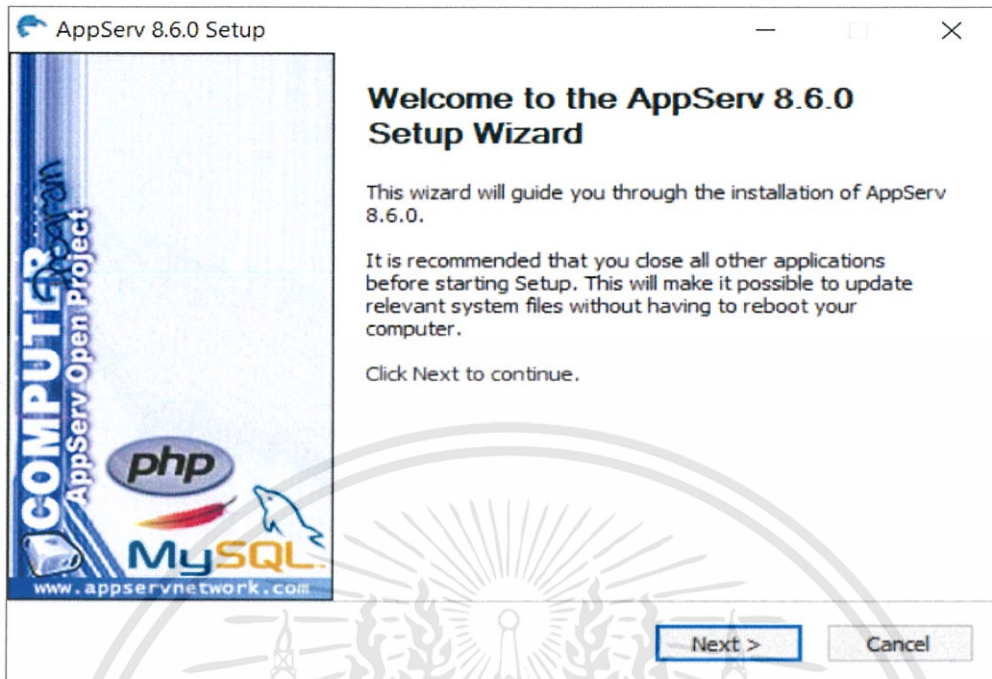 AppServ 8.6.0 Setup
COMPUTER
Program
AppServ Open Project
php
MySQL
www.appservnetwork.com
Welcome to the AppServ 8.6.0
Setup Wizard
This wizard will guide you through the installation of AppServ
8.6.0.
It is recommended that you close all other applications
before starting Setup. This will make it possible to update
relevant system files without having to reboot your
computer.
Click Next to continue.
Next >
Cancel